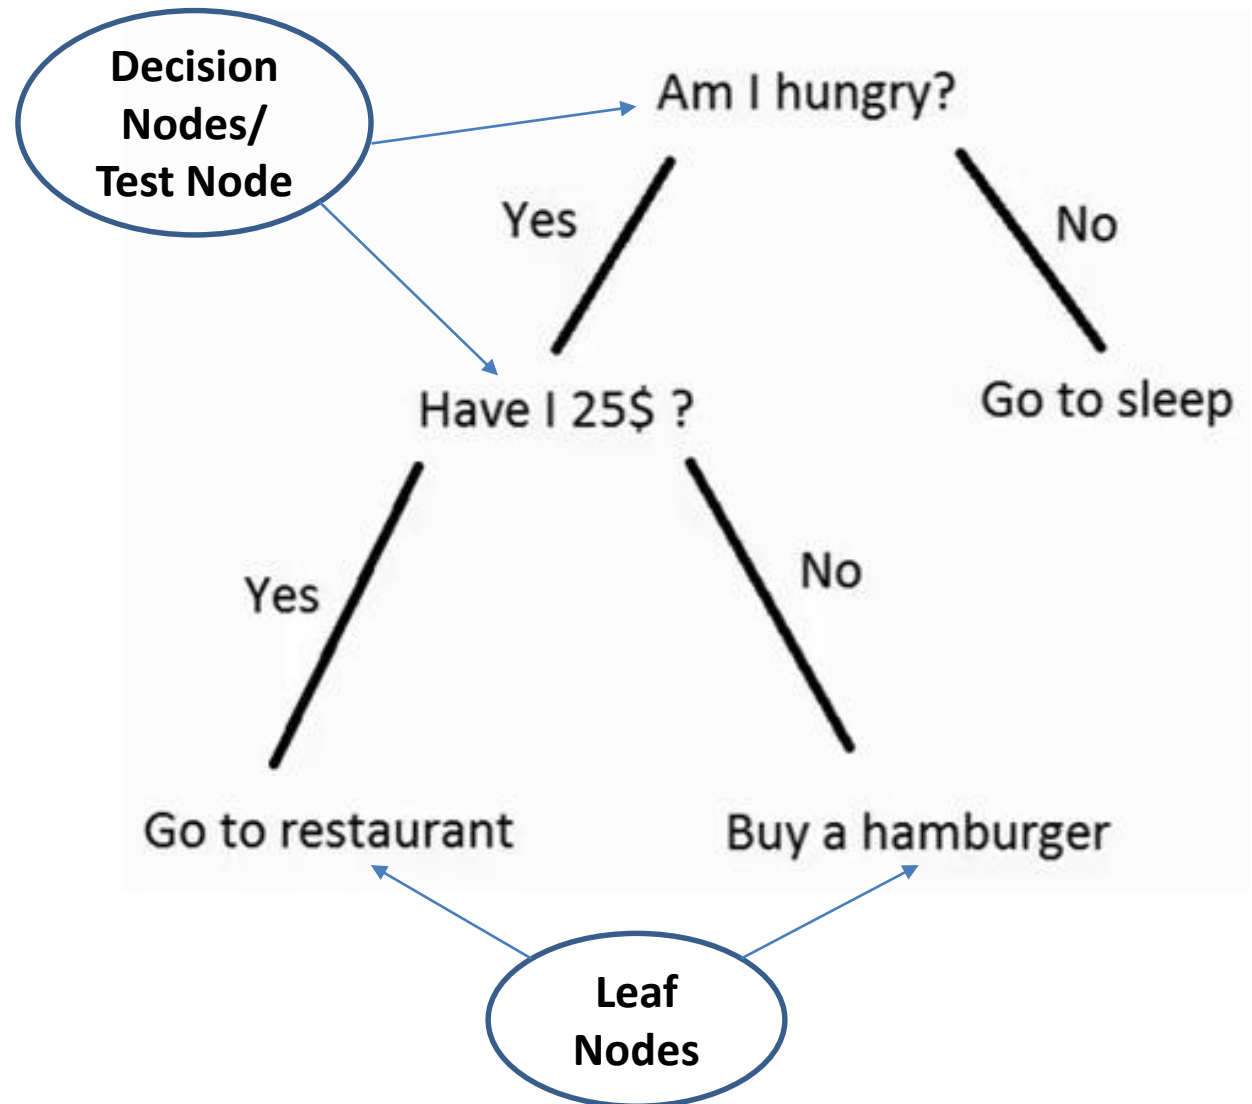 Decision
Nodes/
Test Node
Am I hungry?
Yes
No
Have I 25$ ?
Go to sleep
Yes
No
Go to restaurant
Buy a hamburger
Leaf
Nodes